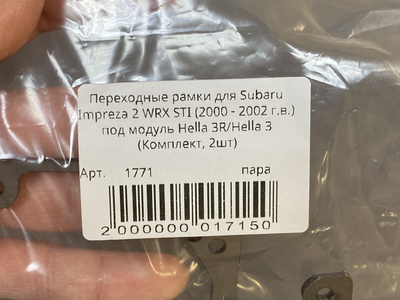 Переходные рамки для Subaru
Impreza 2 WRX STI (2000 - 2002 г.в.)
под модуль Hella 3R/Hella 3
(Комплект, 2шт)
Арт. 1771 пара
2 000000 017150